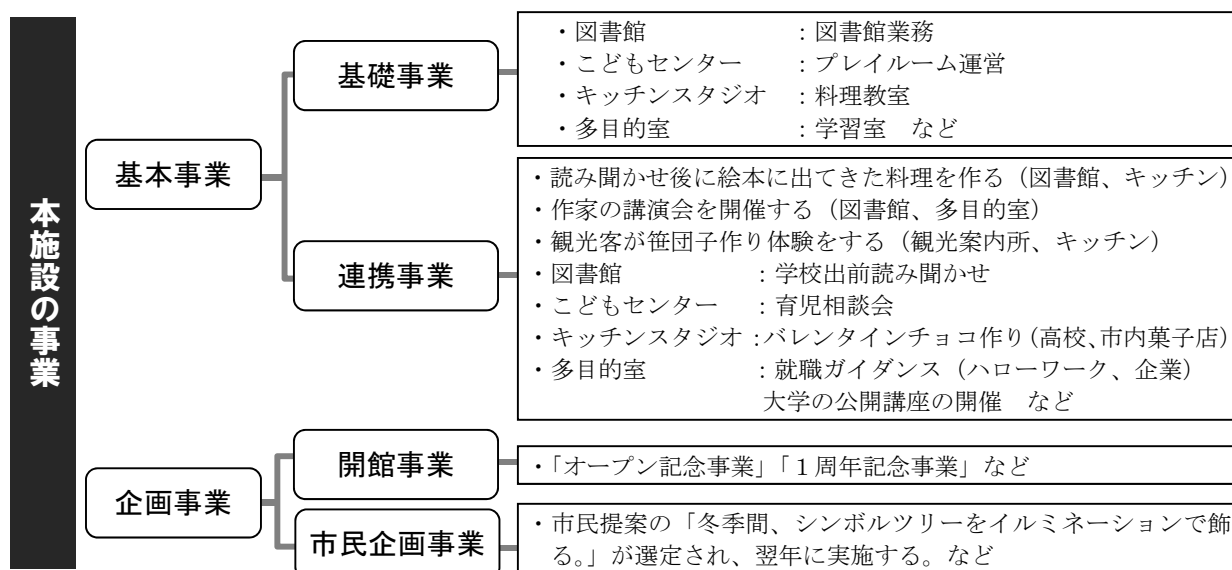 本施設の事業
基本事業
基礎事業
・図書館　　　　　：図書館業務
・こどもセンター　：プレイルーム運営
・キッチンスタジオ　：料理教室
・多目的室　　　　：学習室　など
連携事業
・読み聞かせ後に絵本に出てきた料理を作る（図書館、キッチン）
・作家の講演会を開催する（図書館、多目的室）
・観光客が笹団子作り体験をする（観光案内所、キッチン）
・図書館　　　　　：学校出前読み聞かせ
・こどもセンター　：育児相談会
・キッチンスタジオ：バレンタインチョコ作り（高校、市内菓子店）
・多目的室　　　　：就職ガイダンス（ハローワーク、企業）
大学の公開講座の開催　など
企画事業
開館事業
・「オープン記念事業」「１周年記念事業」など
市民企画事業
・市民提案の「冬季間、シンボルツリーをイルミネーションで飾
る。」が選定され、翌年に実施する。など